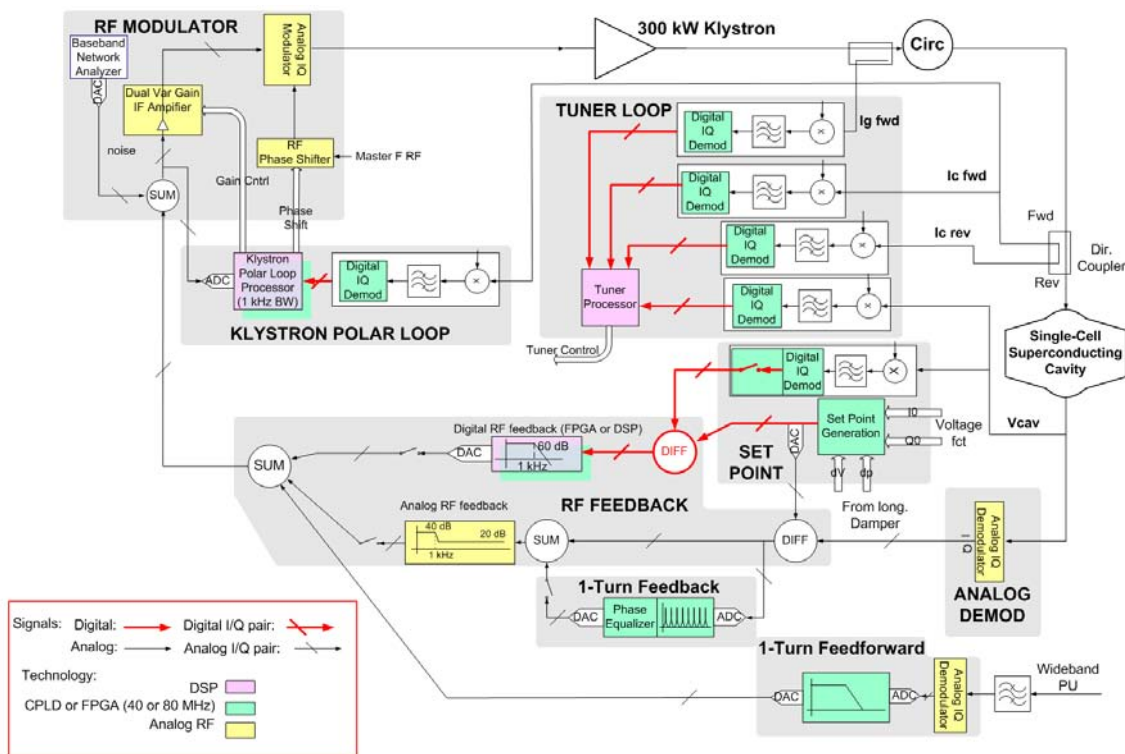 RF MODULATOR
Baseband
Network
Analyzer
DAC
Dual Var Gain
IF Ampifier
noise
SUM
Analog IQ
Modulator
RF
Phase Shifter
Master F RF
Gain Cntrl
Phase
Shift
300 kW Klystron
Circ
TUNER LOOP
Digital
IQ
Demod
X
Ig fwd
Digital
IQ
Demod
X
Ic fwd
Digital
IQ
Demod
X
Ic rev
Digital
IQ
Demod
X
Tuner
Processor
Tuner Control
Fwd
Dir.
Coupler
Rev
Single-Cell
Superconducting
Cavity
ADC
Klystron
Polar Loop
Processor
(1 kHz BW)
Digital
IQ
Demod
X
KLYSTRON POLAR LOOP
Digital
IQ
Demod
X
Set Point
Generation
I0
Q0
Voltage
fct
Vcav
DAC
SET
POINT
dV
dp
From long.
Damper
Digital RF feedback (FPGA or DSP)
DIFF
60 dB
1 kHz
DAC
SUM
RF FEEDBACK
Analog RF feedback
40 dB
20 dB
1 kHz
SUM
DIFF
I Q
Analog IQ
Demodulator
ANALOG
DEMOD
1-Turn Feedback
DAC
Phase
Equalizer
ADC
1-Turn Feedforward
DAC
ADC
Analog IQ
Demodulator
Wideband
PU
Signals: Digital: Digital I/Q pair:
Analog: Analog I/Q pair:
Technology:
DSP
CPLD or FPGA (40 or 80 MHz)
Analog RF